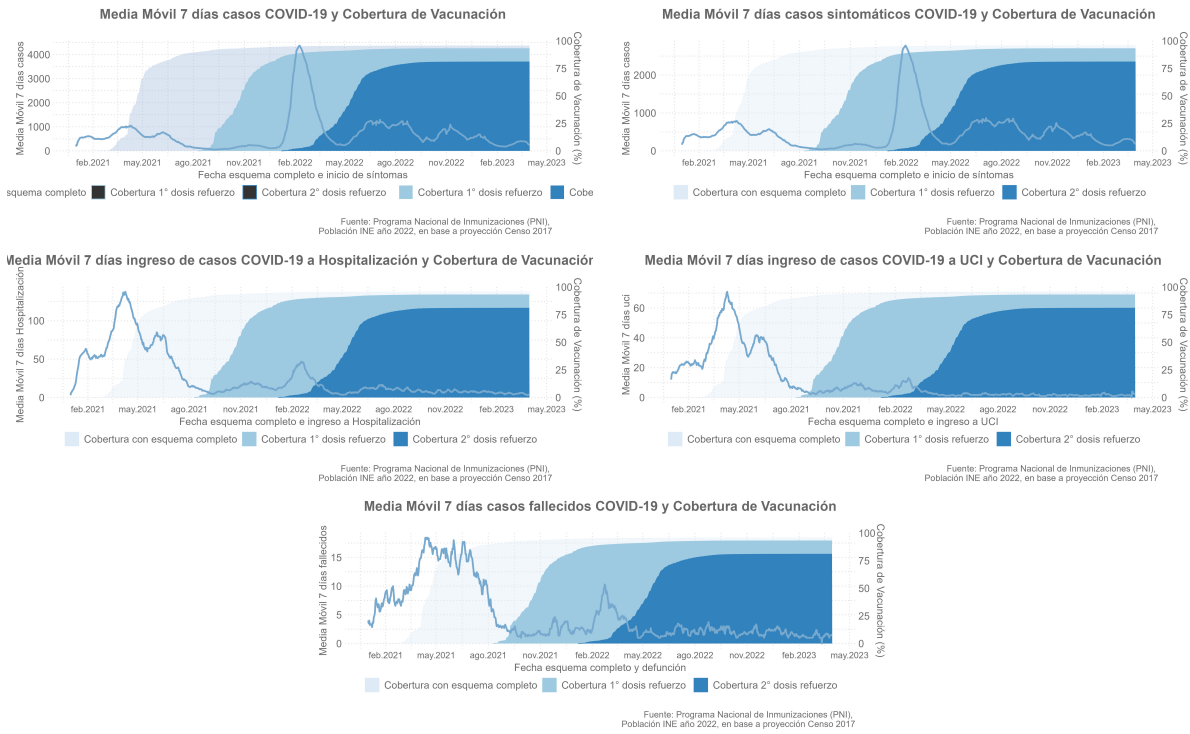 Media Móvil 7 días casos COVID-19 y Cobertura de Vacunación
Media Móvil 7 días casos
4000
3000
2000
1000
0
100
75
50
25
0
Cobertura de Vacunación (%)
feb.2021
may.2021
ago.2021
nov.2021
feb.2022
may.2022
ago.2022
nov.2022
feb.2023
may.2023
Fecha esquema completo e inicio de síntomas
squema completo
Cobertura 1° dosis refuerzo
Cobertura 2° dosis refuerzo
Cobertura 1° dosis refuerzo
Cobe
Fuente: Programa Nacional de Inmunizaciones (PNI),
Población INE año 2022, en base a proyección Censo 2017
Media Móvil 7 días casos sintomáticos COVID-19 y Cobertura de Vacunación
Media Móvil 7 días casos
2000
1000
0
100
75
50
25
0
Cobertura de Vacunación (%)
feb.2021
may.2021
ago.2021
nov.2021
feb.2022
may.2022
ago.2022
nov.2022
feb.2023
may.2023
Fecha esquema completo e inicio de síntomas
Cobertura con esquema completo
Cobertura 1° dosis refuerzo
Cobertura 2° dosis refuerzo
Fuente: Programa Nacional de Inmunizaciones (PNI),
Población INE año 2022, en base a proyección Censo 2017
Media Móvil 7 días ingreso de casos COVID-19 a Hospitalización y Cobertura de Vacunación
Media Móvil 7 días Hospitalización
100
50
0
100
75
50
25
0
Cobertura de Vacunación (%)
feb.2021
may.2021
ago.2021
nov.2021
feb.2022
may.2022
ago.2022
nov.2022
feb.2023
may.2023
Fecha esquema completo e ingreso a Hospitalización
Cobertura con esquema completo
Cobertura 1° dosis refuerzo
Cobertura 2° dosis refuerzo
Fuente: Programa Nacional de Inmunizaciones (PNI),
Población INE año 2022, en base a proyección Censo 2017
Media Móvil 7 días ingreso de casos COVID-19 a UCI y Cobertura de Vacunación
Media Móvil 7 días uci
60
40
20
0
100
75
50
25
0
Cobertura de Vacunación (%)
feb.2021
may.2021
ago.2021
nov.2021
feb.2022
may.2022
ago.2022
nov.2022
feb.2023
may.2023
Fecha esquema completo e ingreso a UCI
Cobertura con esquema completo
Cobertura 1° dosis refuerzo
Cobertura 2° dosis refuerzo
Fuente: Programa Nacional de Inmunizaciones (PNI),
Población INE año 2022, en base a proyección Censo 2017
Media Móvil 7 días casos fallecidos COVID-19 y Cobertura de Vacunación
Media Móvil 7 días fallecidos
15
10
5
0
100
75
50
25
0
Cobertura de Vacunación (%)
feb.2021
may.2021
ago.2021
nov.2021
feb.2022
may.2022
ago.2022
nov.2022
feb.2023
may.2023
Fecha esquema completo y defunción
Cobertura con esquema completo
Cobertura 1° dosis refuerzo
Cobertura 2° dosis refuerzo
Fuente: Programa Nacional de Inmunizaciones (PNI),
Población INE año 2022, en base a proyección Censo 2017